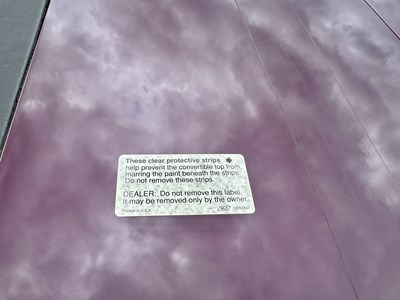 These clear protective strips
help prevent the convertible top from
marring the paint beneath the strips.
Do not remove these strips.
DEALER: Do not remove this label.
It may be removed only by the owner.
Printed in U.S.A.